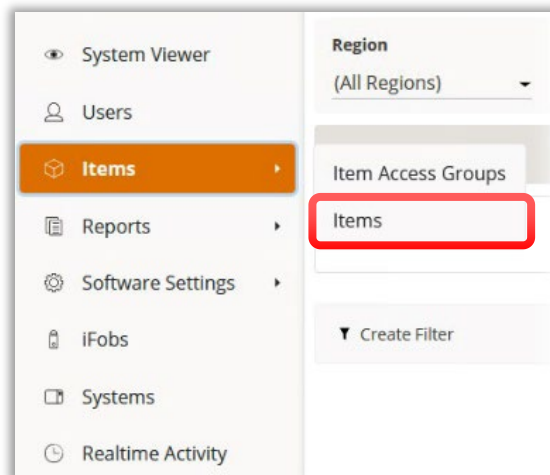 System Viewer
Users
Items
Reports
Software Settings
iFobs
Systems
Realtime Activity
Region
(All Regions)
Item Access Groups
Items
Create Filter